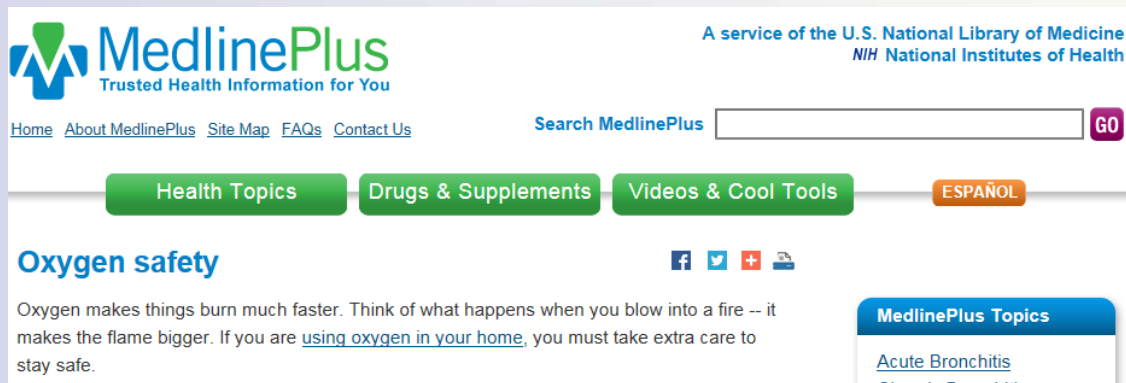 MedlinePlus
Trusted Health Information for You
A service of the U.S. National Library of Medicine
NIH National Institutes of Health
Home About MedlinePlus Site Map FAQs Contact Us
Search MedlinePlus GO
Health Topics Drugs & Supplements Videos & Cool Tools ESPAÑOL
Oxygen safety
Oxygen makes things burn much faster. Think of what happens when you blow into a fire -- it
makes the flame bigger. If you are using oxygen in your home, you must take extra care to
stay safe.
MedlinePlus Topics
Acute Bronchitis